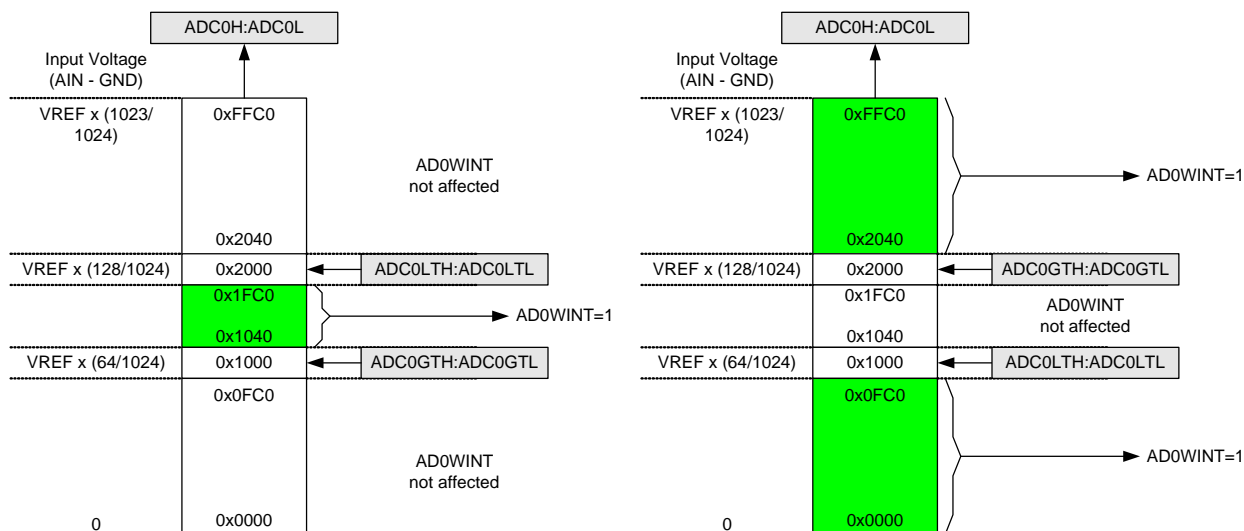 ADC0H:ADC0L
Input Voltage
(AIN - GND)
VREF x (1023/
1024)
0xFFC0
AD0WINT
not affected
0x2040
VREF x (128/1024)
0x2000
ADC0LTH:ADC0LTL
0x1FC0
AD0WINT=1
0x1040
VREF x (64/1024)
0x1000
ADC0GTH:ADC0GTL
0x0FC0
AD0WINT
not affected
0
0x0000
ADC0H:ADC0L
Input Voltage
(AIN - GND)
VREF x (1023/
1024)
0xFFC0
AD0WINT=1
0x2040
VREF x (128/1024)
0x2000
ADC0GTH:ADC0GTL
0x1FC0
AD0WINT
not affected
0x1040
VREF x (64/1024)
0x1000
ADC0LTH:ADC0LTL
0x0FC0
AD0WINT=1
0
0x0000